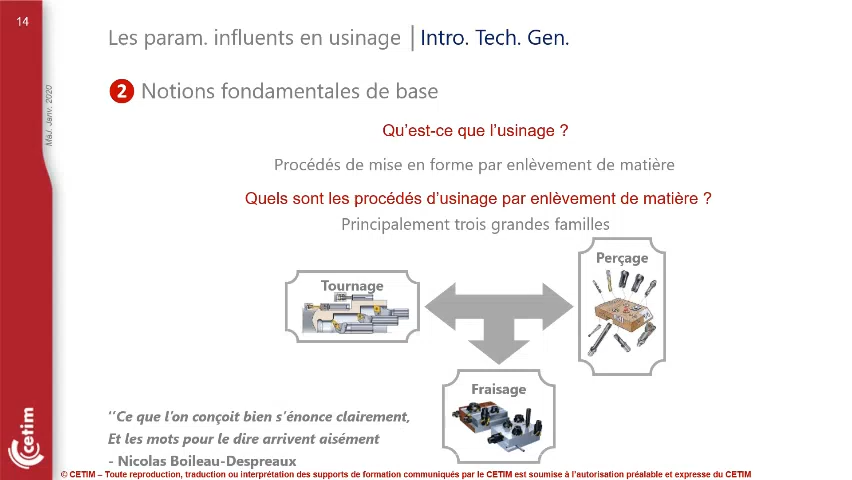 14
Les param. influents en usinage | Intro. Tech. Gen.
MàJ. Janv. 2020
2 Notions fondamentales de base
Qu'est-ce que l'usinage ?
Procédés de mise en forme par enlèvement de matière
Quels sont les procédés d'usinage par enlèvement de matière ?
Principalement trois grandes familles
Perçage
Tournage
Fraisage
‘‘Ce que l'on conçoit bien s'énonce clairement,
Et les mots pour le dire arrivent aisément
- Nicolas Boileau-Despreaux
cetim
© CETIM – Toute reproduction, traduction ou interprétation des supports de formation communiqués par le CETIM est soumise à l'autorisation préalable et expresse du CETIM